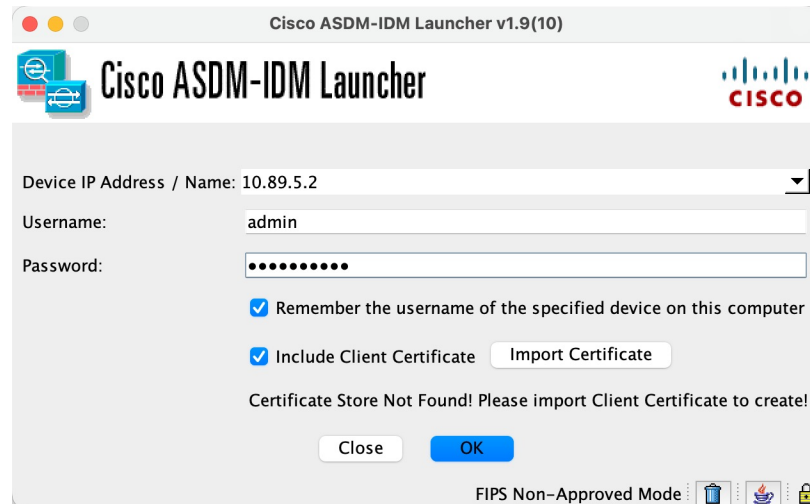 Cisco ASDM-IDM Launcher v1.9(10)
Cisco ASDM-IDM Launcher
CISCO
Device IP Address / Name: 10.89.5.2
Username: admin
Password: ••••••••••
Remember the username of the specified device on this computer
Include Client Certificate Import Certificate
Certificate Store Not Found! Please import Client Certificate to create!
Close OK
FIPS Non-Approved Mode